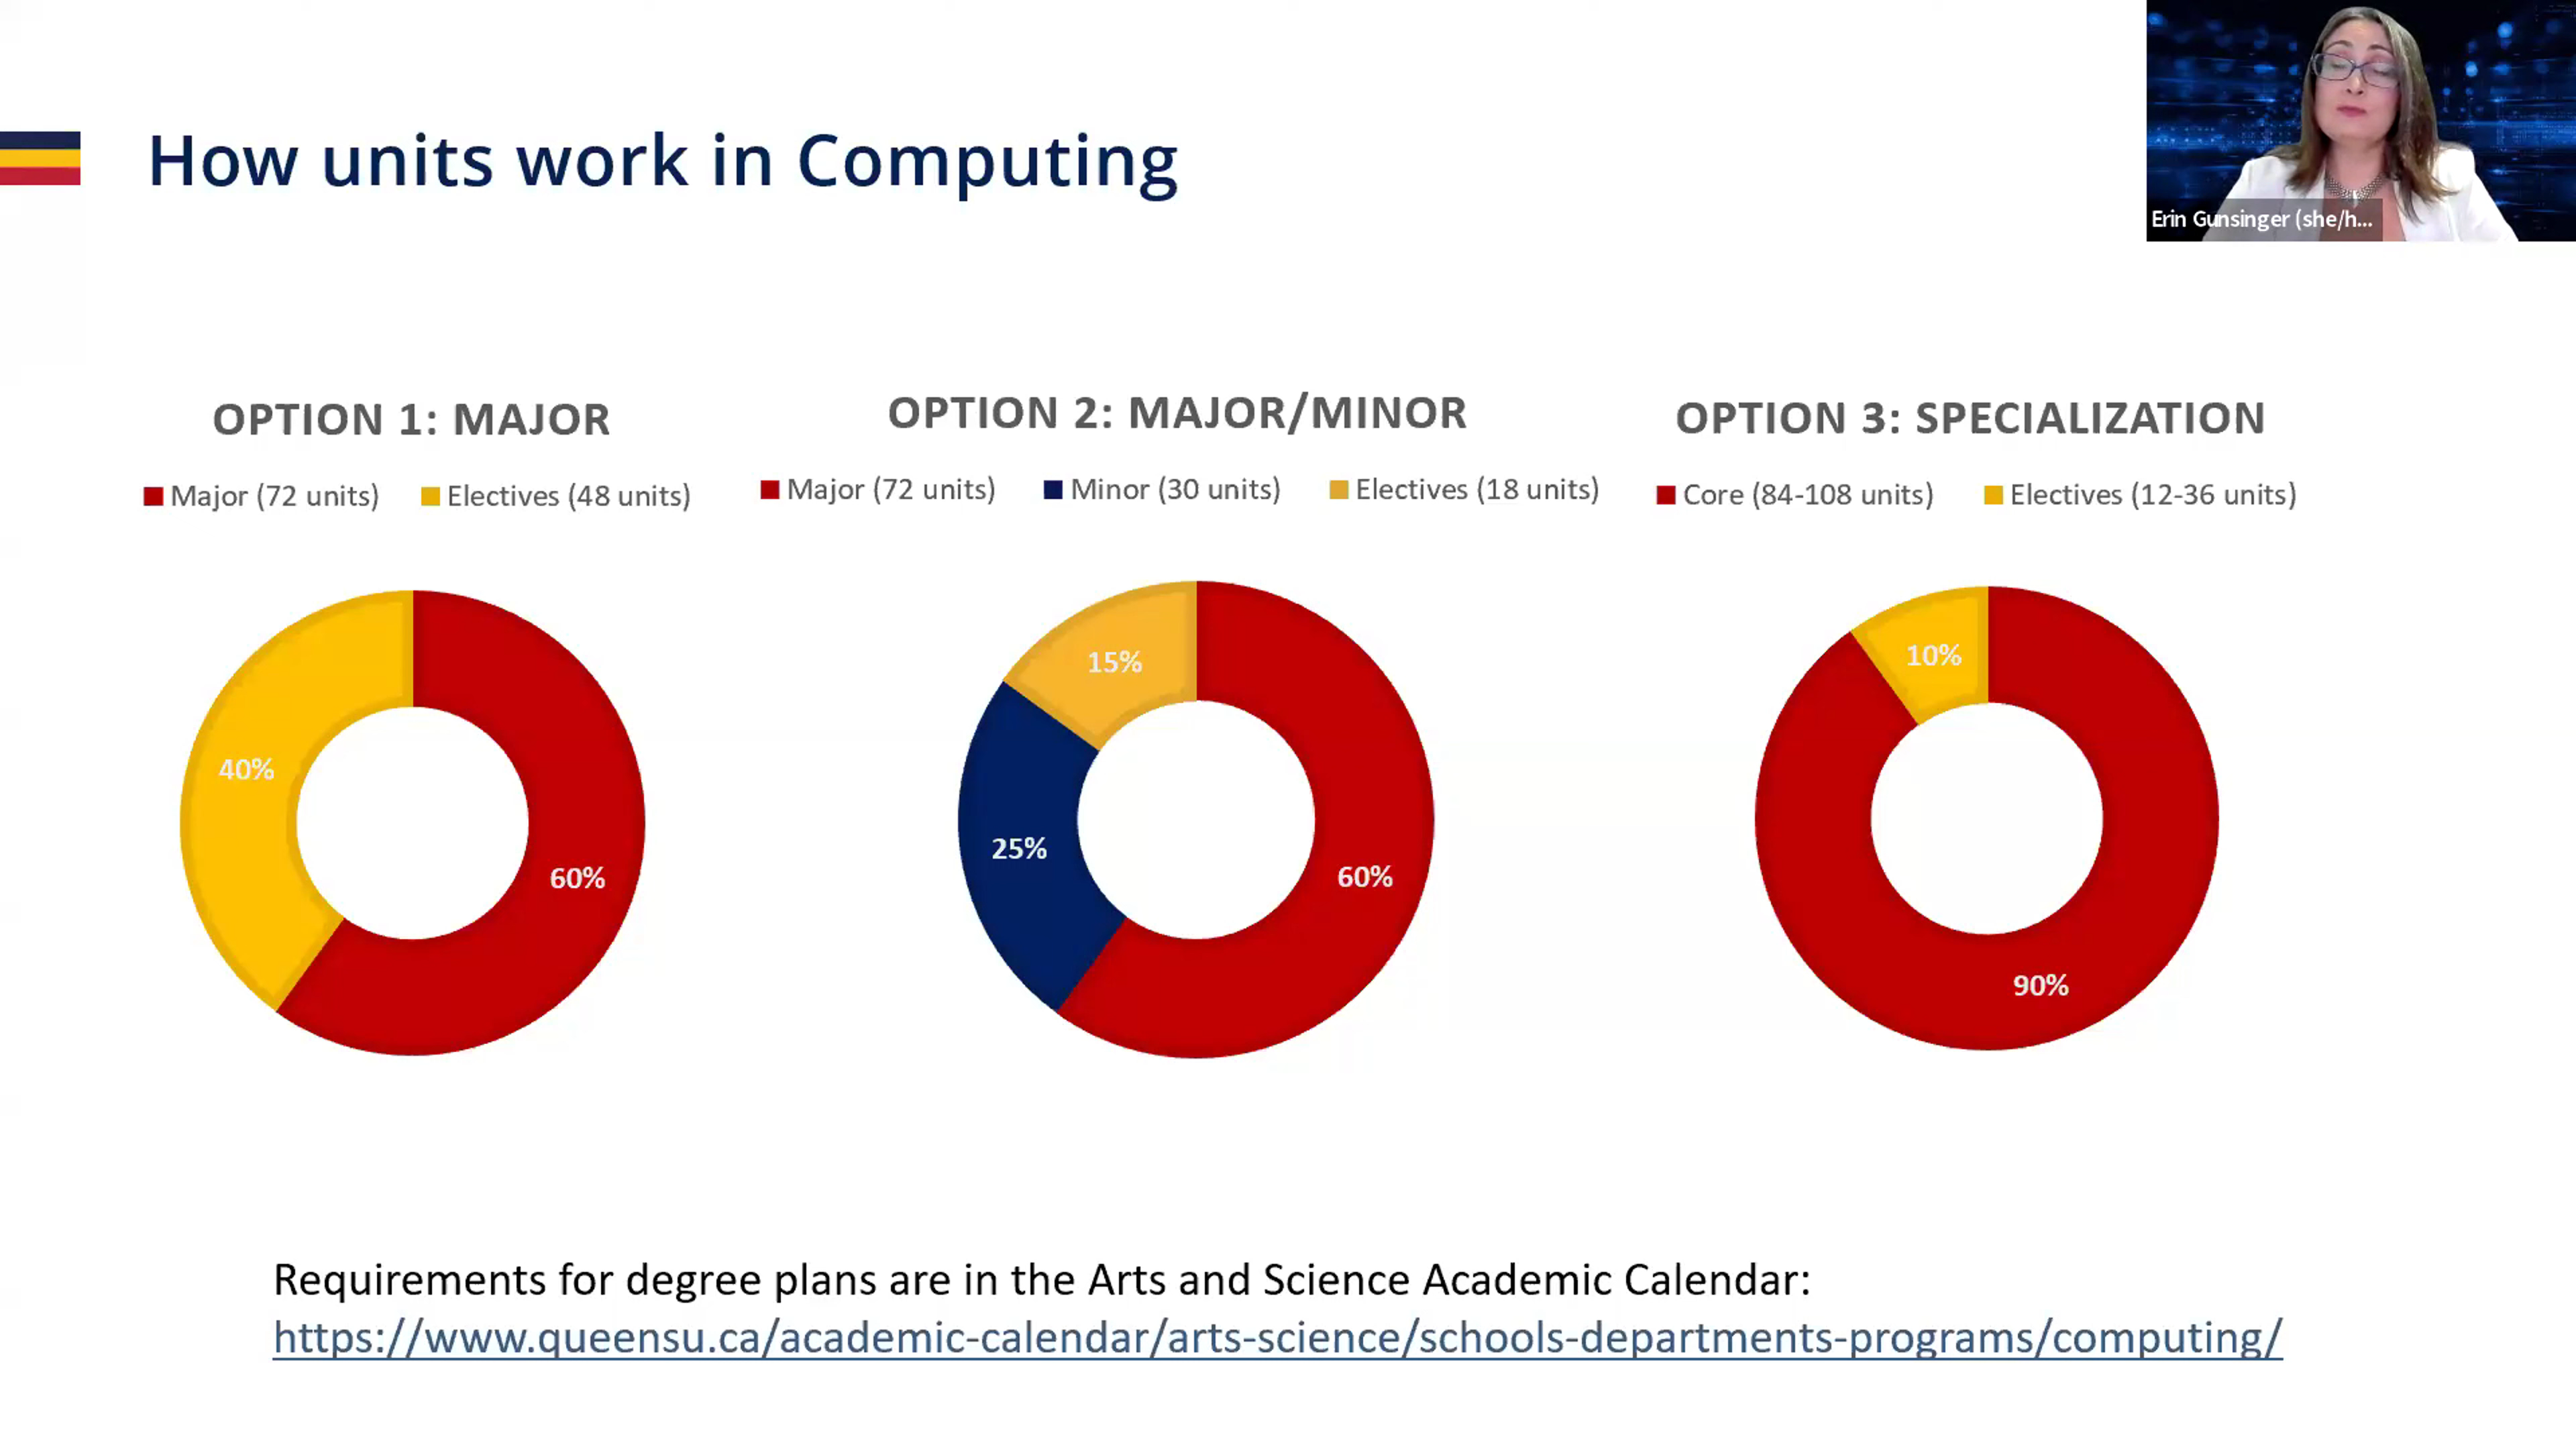 How units work in Computing
Erin Gunsinger (she/h...
OPTION 1: MAJOR
Major (72 units) Electives (48 units)
40%
60%
OPTION 2: MAJOR/MINOR
Major (72 units) Minor (30 units) Electives (18 units)
15%
25%
60%
OPTION 3: SPECIALIZATION
Core (84-108 units) Electives (12-36 units)
10%
90%
Requirements for degree plans are in the Arts and Science Academic Calendar:
https://www.queensu.ca/academic-calendar/arts-science/schools-departments-programs/computing/